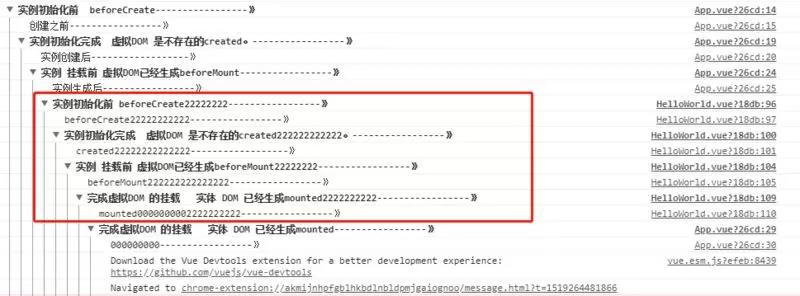 ▼ 实例初始化前 beforeCreate-----------------》 App.vue?26cd:14
创建之前-----------------》 App.vue?26cd:15
▼ 实例初始化完成 虚拟DOM 是不存在的created。 -----------------》 App.vue?26cd:19
实例创建后-----------------》 App.vue?26cd:20
▼ 实例 挂载前 虚拟DOM已经生成beforeMount-----------------》 App.vue?26cd:24
实例生成后-----------------》 App.vue?26cd:25
▼ 实例初始化前 beforeCreate22222222-----------------》 HelloWorld.vue?18db:96
beforeCreate22222222-----------------》 HelloWorld.vue?18db:97
▼ 实例初始化完成 虚拟DOM 是不存在的created222222222222。 -----------------》 HelloWorld.vue?18db:100
created222222222222-----------------》 HelloWorld.vue?18db:101
▼ 实例 挂载前 虚拟DOM已经生成beforeMount22222222-----------------》 HelloWorld.vue?18db:104
beforeMount222222222222-----------------》 HelloWorld.vue?18db:105
▼ 完成虚拟DOM 的挂载 实体 DOM 已经生成mounted2222222222-----------------》 HelloWorld.vue?18db:109
mounted0000000002222222222-----------------》 HelloWorld.vue?18db:110
▼ 完成虚拟DOM 的挂载 实体 DOM 已经生成mounted-----------------》 App.vue?26cd:29
000000000-----------------》 App.vue?26cd:30
Download the Vue Devtools extension for a better development experience: vue.esm.js?efeb:8439
https://github.com/vuejs/vue-devtools
Navigated to chrome-extension://akmijnhpfgblhkbdlnbldpmjgaiognoo/message.html?t=1519264481866